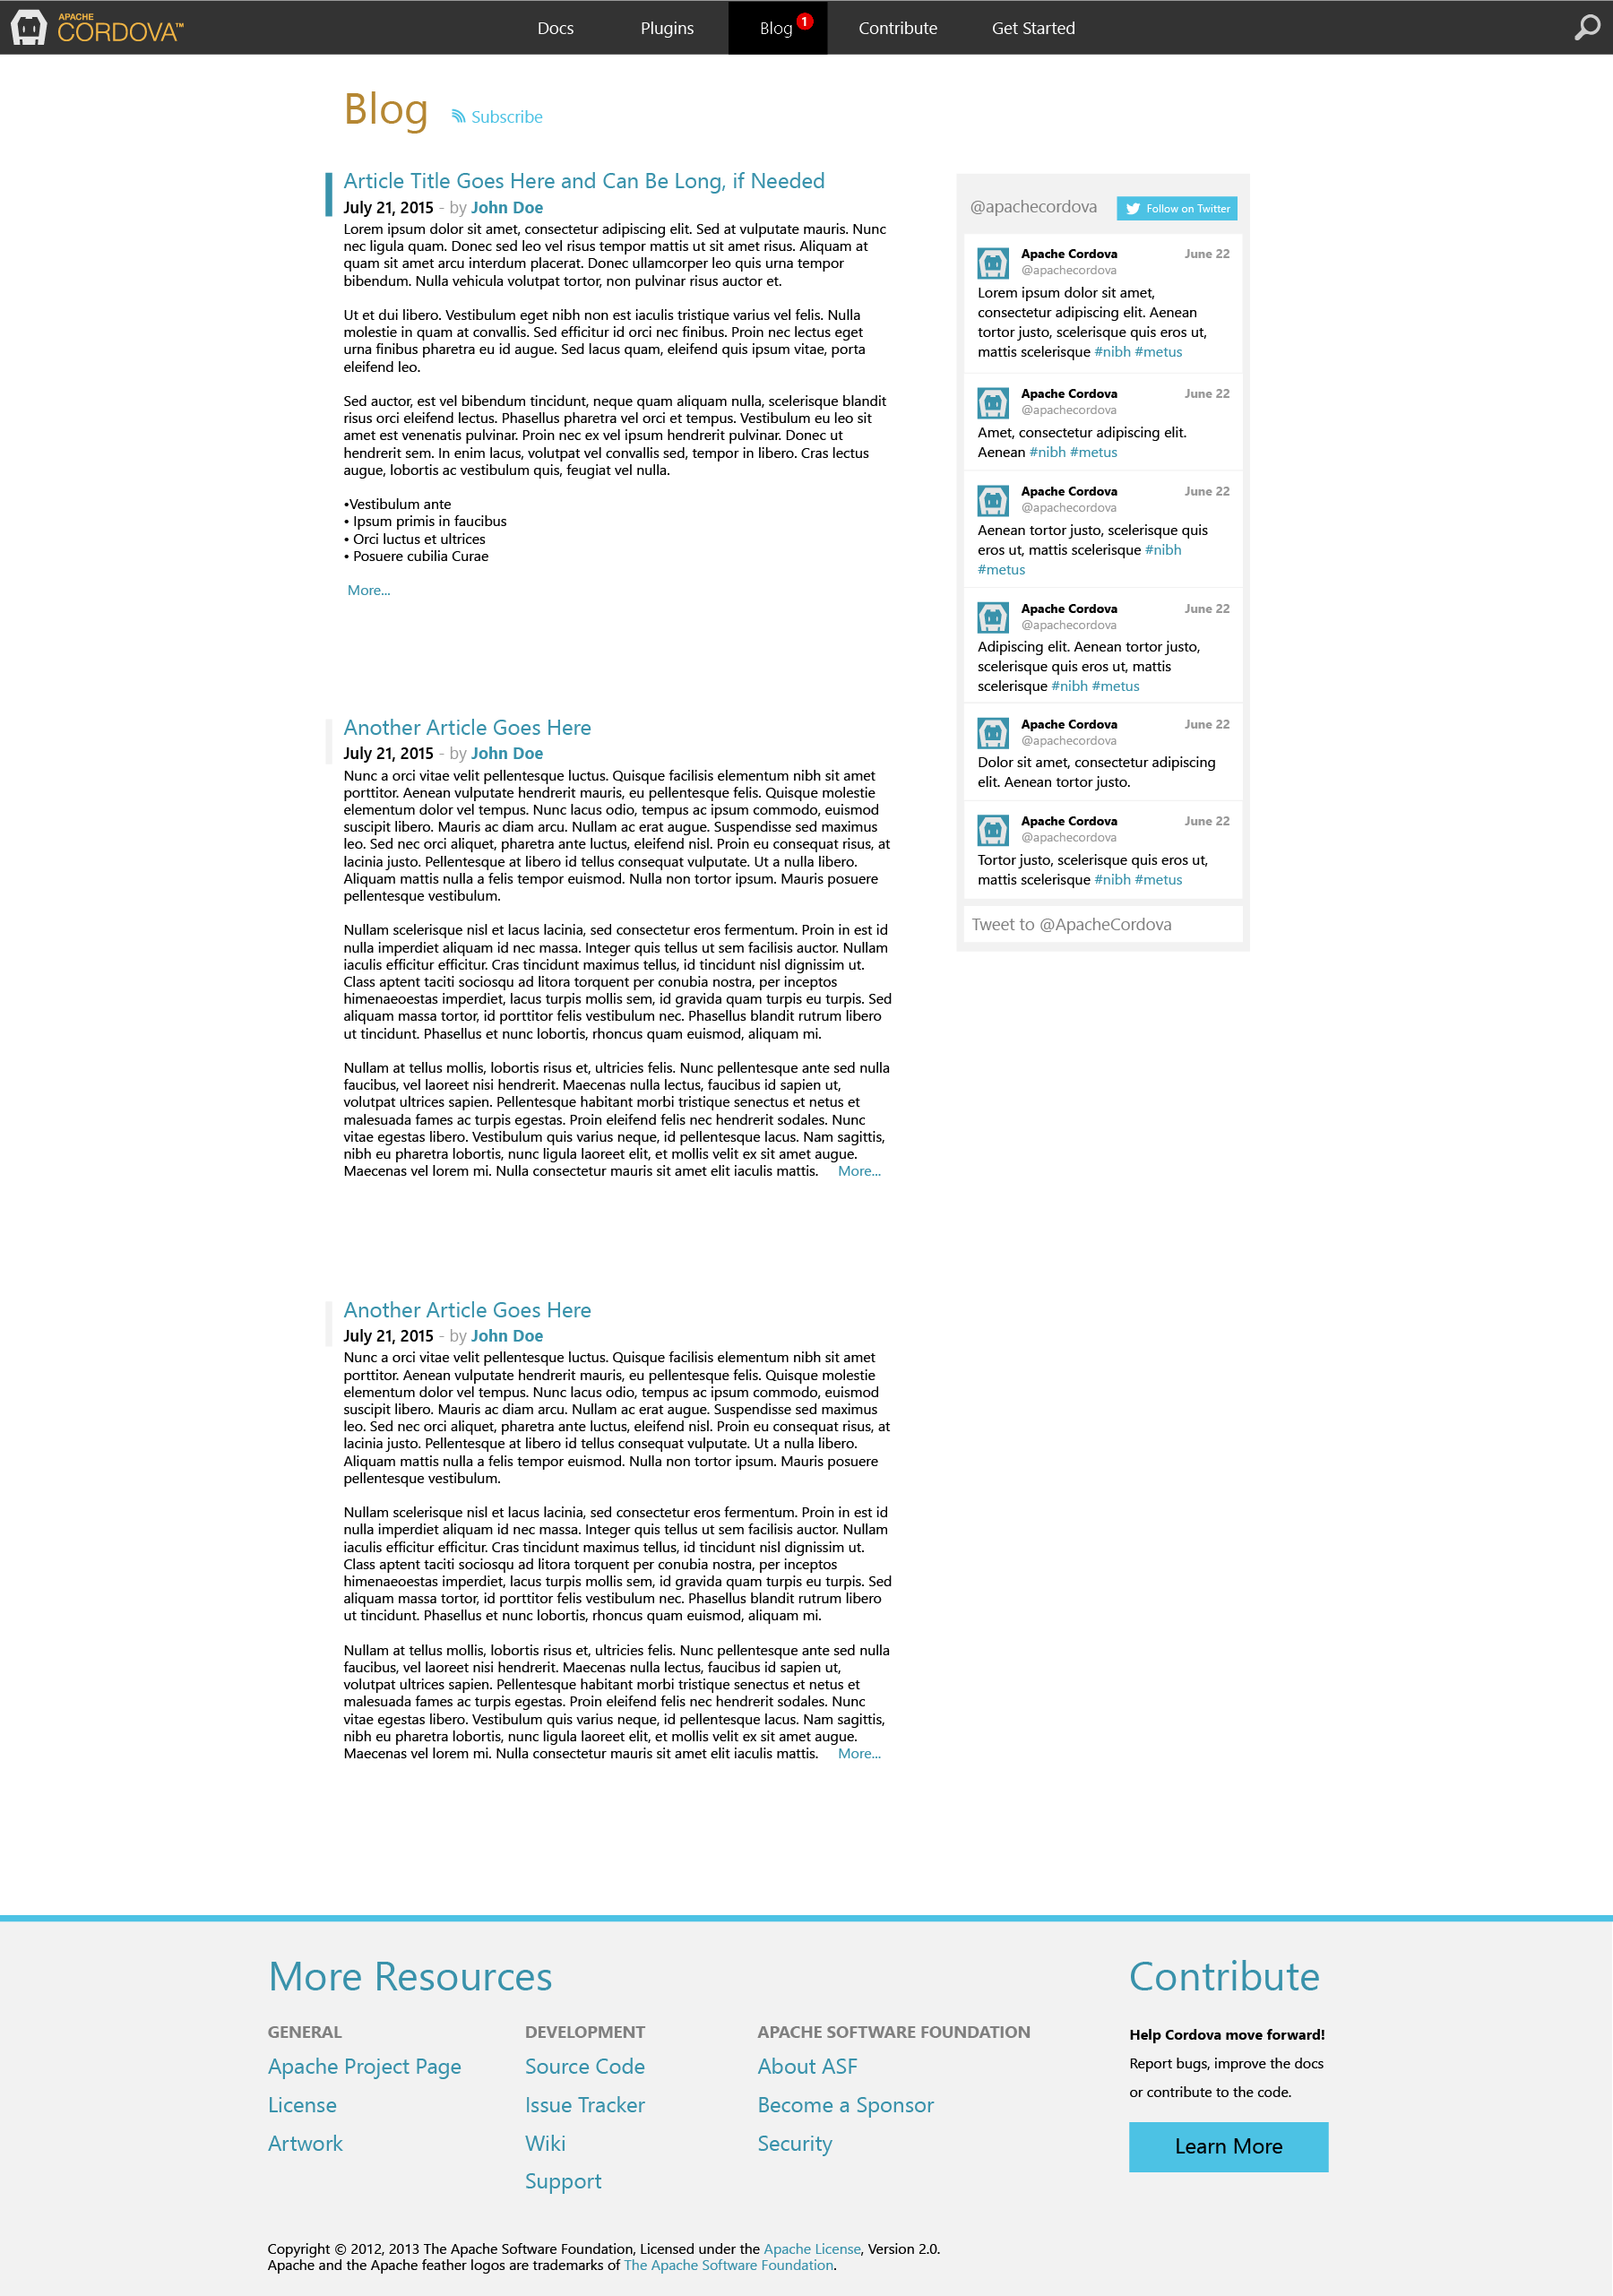 APACHE
CORDOVA™
Docs Plugins Blog 1 Contribute Get Started
Blog Subscribe
Article Title Goes Here and Can Be Long, if Needed
July 21, 2015 - by John Doe
Lorem ipsum dolor sit amet, consectetur adipiscing elit. Sed at vulputate mauris. Nunc
nec ligula quam. Donec sed leo vel risus tempor mattis ut sit amet risus. Aliquam at
quam sit amet arcu interdum placerat. Donec ullamcorper leo quis urna tempor
bibendum. Nulla vehicula volutpat tortor, non pulvinar risus auctor et.
Ut et dui libero. Vestibulum eget nibh non est iaculis tristique varius vel felis. Nulla
molestie in quam at convallis. Sed efficitur id orci nec finibus. Proin nec lectus eget
urna finibus pharetra eu id augue. Sed lacus quam, eleifend quis ipsum vitae, porta
eleifend leo.
Sed auctor, est vel bibendum tincidunt, neque quam aliquam nulla, scelerisque blandit
risus orci eleifend lectus. Phasellus pharetra vel orci et tempus. Vestibulum eu leo sit
amet est venenatis pulvinar. Proin nec ex vel ipsum hendrerit pulvinar. Donec ut
hendrerit sem. In enim lacus, volutpat vel convallis sed, tempor in libero. Cras lectus
augue, lobortis ac vestibulum quis, feugiat vel nulla.
•Vestibulum ante
• Ipsum primis in faucibus
• Orci luctus et ultrices
• Posuere cubilia Curae
More...
Another Article Goes Here
July 21, 2015 - by John Doe
Nunc a orci vitae velit pellentesque luctus. Quisque facilisis elementum nibh sit amet
porttitor. Aenean vulputate hendrerit mauris, eu pellentesque felis. Quisque molestie
elementum dolor vel tempus. Nunc lacus odio, tempus ac ipsum commodo, euismod
suscipit libero. Mauris ac diam arcu. Nullam ac erat augue. Suspendisse sed maximus
leo. Sed nec orci aliquet, pharetra ante luctus, eleifend nisl. Proin eu consequat risus, at
lacinia justo. Pellentesque at libero id tellus consequat vulputate. Ut a nulla libero.
Aliquam mattis nulla a felis tempor euismod. Nulla non tortor ipsum. Mauris posuere
pellentesque vestibulum.
Nullam scelerisque nisl et lacus lacinia, sed consectetur eros fermentum. Proin in est id
nulla imperdiet aliquam id nec massa. Integer quis tellus ut sem facilisis auctor. Nullam
iaculis efficitur efficitur. Cras tincidunt maximus tellus, id tincidunt nisl dignissim ut.
Class aptent taciti sociosqu ad litora torquent per conubia nostra, per inceptos
himenaeoestas imperdiet, lacus turpis mollis sem, id gravida quam turpis eu turpis. Sed
aliquam massa tortor, id porttitor felis vestibulum nec. Phasellus blandit rutrum libero
ut tincidunt. Phasellus et nunc lobortis, rhoncus quam euismod, aliquam mi.
Nullam at tellus mollis, lobortis risus et, ultricies felis. Nunc pellentesque ante sed nulla
faucibus, vel laoreet nisi hendrerit. Maecenas nulla lectus, faucibus id sapien ut,
volutpat ultrices sapien. Pellentesque habitant morbi tristique senectus et netus et
malesuada fames ac turpis egestas. Proin eleifend felis nec hendrerit sodales. Nunc
vitae egestas libero. Vestibulum quis varius neque, id pellentesque lacus. Nam sagittis,
nibh eu pharetra lobortis, nunc ligula laoreet elit, et mollis velit ex sit amet augue.
Maecenas vel lorem mi. Nulla consectetur mauris sit amet elit iaculis mattis. More...
Another Article Goes Here
July 21, 2015 - by John Doe
Nunc a orci vitae velit pellentesque luctus. Quisque facilisis elementum nibh sit amet
porttitor. Aenean vulputate hendrerit mauris, eu pellentesque felis. Quisque molestie
elementum dolor vel tempus. Nunc lacus odio, tempus ac ipsum commodo, euismod
suscipit libero. Mauris ac diam arcu. Nullam ac erat augue. Suspendisse sed maximus
leo. Sed nec orci aliquet, pharetra ante luctus, eleifend nisl. Proin eu consequat risus, at
lacinia justo. Pellentesque at libero id tellus consequat vulputate. Ut a nulla libero.
Aliquam mattis nulla a felis tempor euismod. Nulla non tortor ipsum. Mauris posuere
pellentesque vestibulum.
Nullam scelerisque nisl et lacus lacinia, sed consectetur eros fermentum. Proin in est id
nulla imperdiet aliquam id nec massa. Integer quis tellus ut sem facilisis auctor. Nullam
iaculis efficitur efficitur. Cras tincidunt maximus tellus, id tincidunt nisl dignissim ut.
Class aptent taciti sociosqu ad litora torquent per conubia nostra, per inceptos
himenaeoestas imperdiet, lacus turpis mollis sem, id gravida quam turpis eu turpis. Sed
aliquam massa tortor, id porttitor felis vestibulum nec. Phasellus blandit rutrum libero
ut tincidunt. Phasellus et nunc lobortis, rhoncus quam euismod, aliquam mi.
Nullam at tellus mollis, lobortis risus et, ultricies felis. Nunc pellentesque ante sed nulla
faucibus, vel laoreet nisi hendrerit. Maecenas nulla lectus, faucibus id sapien ut,
volutpat ultrices sapien. Pellentesque habitant morbi tristique senectus et netus et
malesuada fames ac turpis egestas. Proin eleifend felis nec hendrerit sodales. Nunc
vitae egestas libero. Vestibulum quis varius neque, id pellentesque lacus. Nam sagittis,
nibh eu pharetra lobortis, nunc ligula laoreet elit, et mollis velit ex sit amet augue.
Maecenas vel lorem mi. Nulla consectetur mauris sit amet elit iaculis mattis. More...
@apachecordova Follow on Twitter
Apache Cordova June 22
@apachecordova
Lorem ipsum dolor sit amet,
consectetur adipiscing elit. Aenean
tortor justo, scelerisque quis eros ut,
mattis scelerisque #nibh #metus
Apache Cordova June 22
@apachecordova
Amet, consectetur adipiscing elit.
Aenean #nibh #metus
Apache Cordova June 22
@apachecordova
Aenean tortor justo, scelerisque quis
eros ut, mattis scelerisque #nibh
#metus
Apache Cordova June 22
@apachecordova
Adipiscing elit. Aenean tortor justo,
scelerisque quis eros ut, mattis
scelerisque #nibh #metus
Apache Cordova June 22
@apachecordova
Dolor sit amet, consectetur adipiscing
elit. Aenean tortor justo.
Apache Cordova June 22
@apachecordova
Tortor justo, scelerisque quis eros ut,
mattis scelerisque #nibh #metus
Tweet to @ApacheCordova
More Resources
GENERAL
Apache Project Page
License
Artwork
DEVELOPMENT
Source Code
Issue Tracker
Wiki
Support
APACHE SOFTWARE FOUNDATION
About ASF
Become a Sponsor
Security
Contribute
Help Cordova move forward!
Report bugs, improve the docs
or contribute to the code.
Learn More
Copyright © 2012, 2013 The Apache Software Foundation, Licensed under the Apache License, Version 2.0.
Apache and the Apache feather logos are trademarks of The Apache Software Foundation.